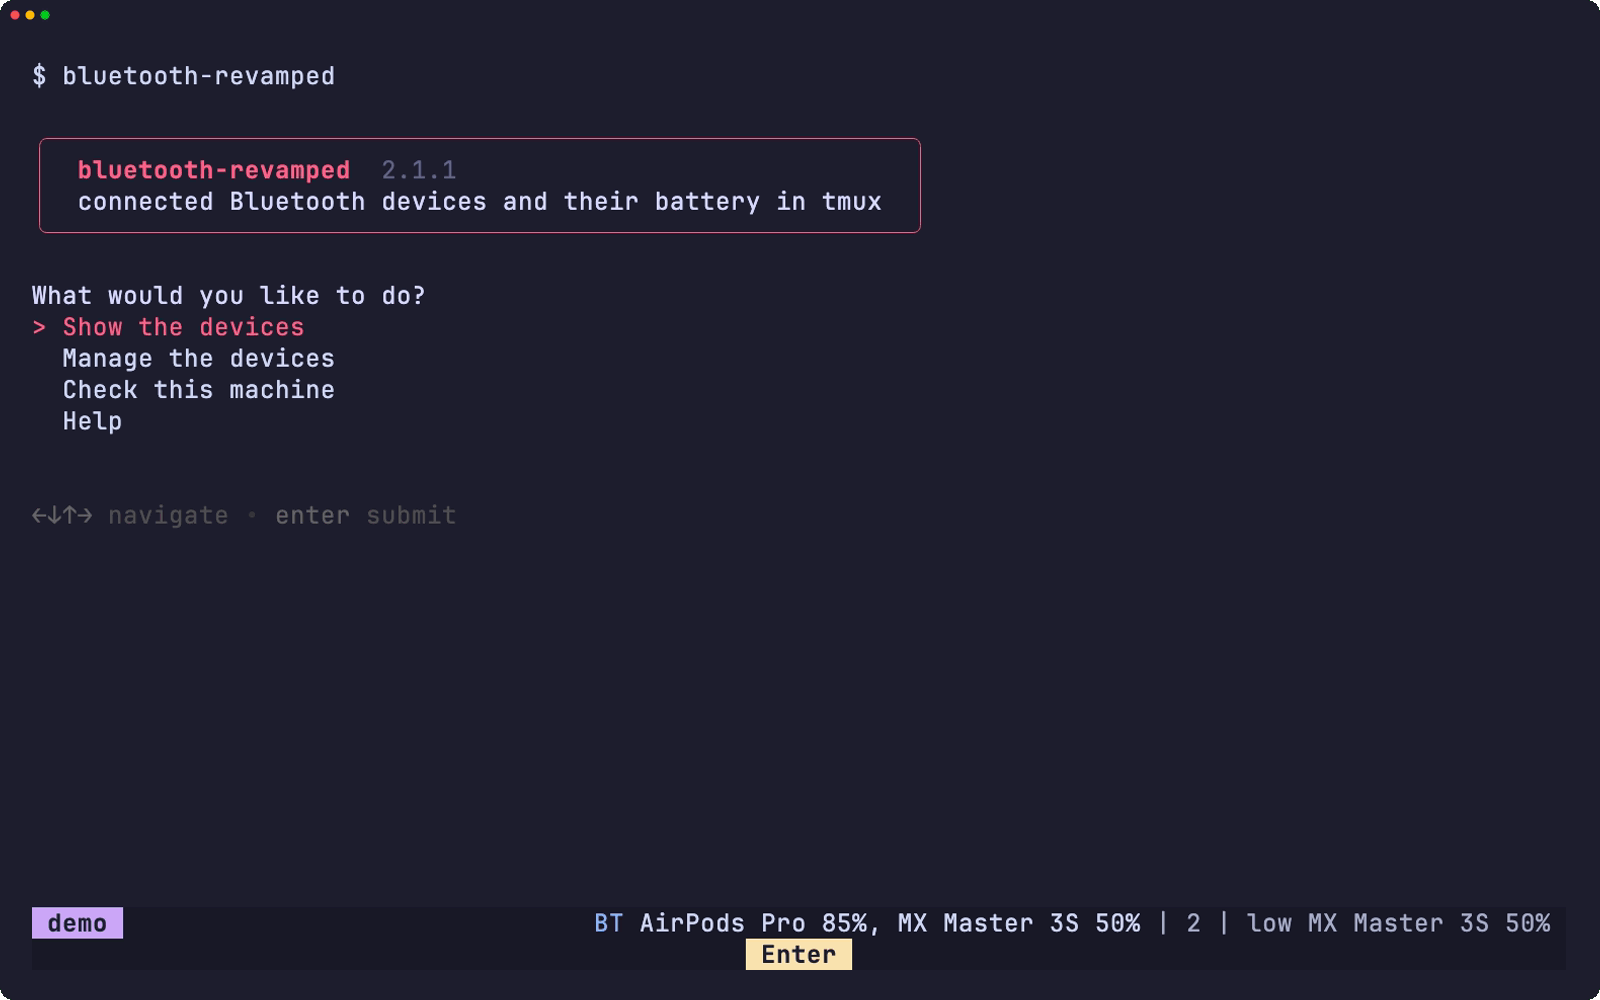 $ bluetooth-revamped
bluetooth-revamped 2.1.1
connected Bluetooth devices and their battery in tmux
What would you like to do?
> Show the devices
Manage the devices
Check this machine
Help
←↓↑→ navigate • enter submit
demo BT AirPods Pro 85%, MX Master 3S 50% | 2 | low MX Master 3S 50%
Enter